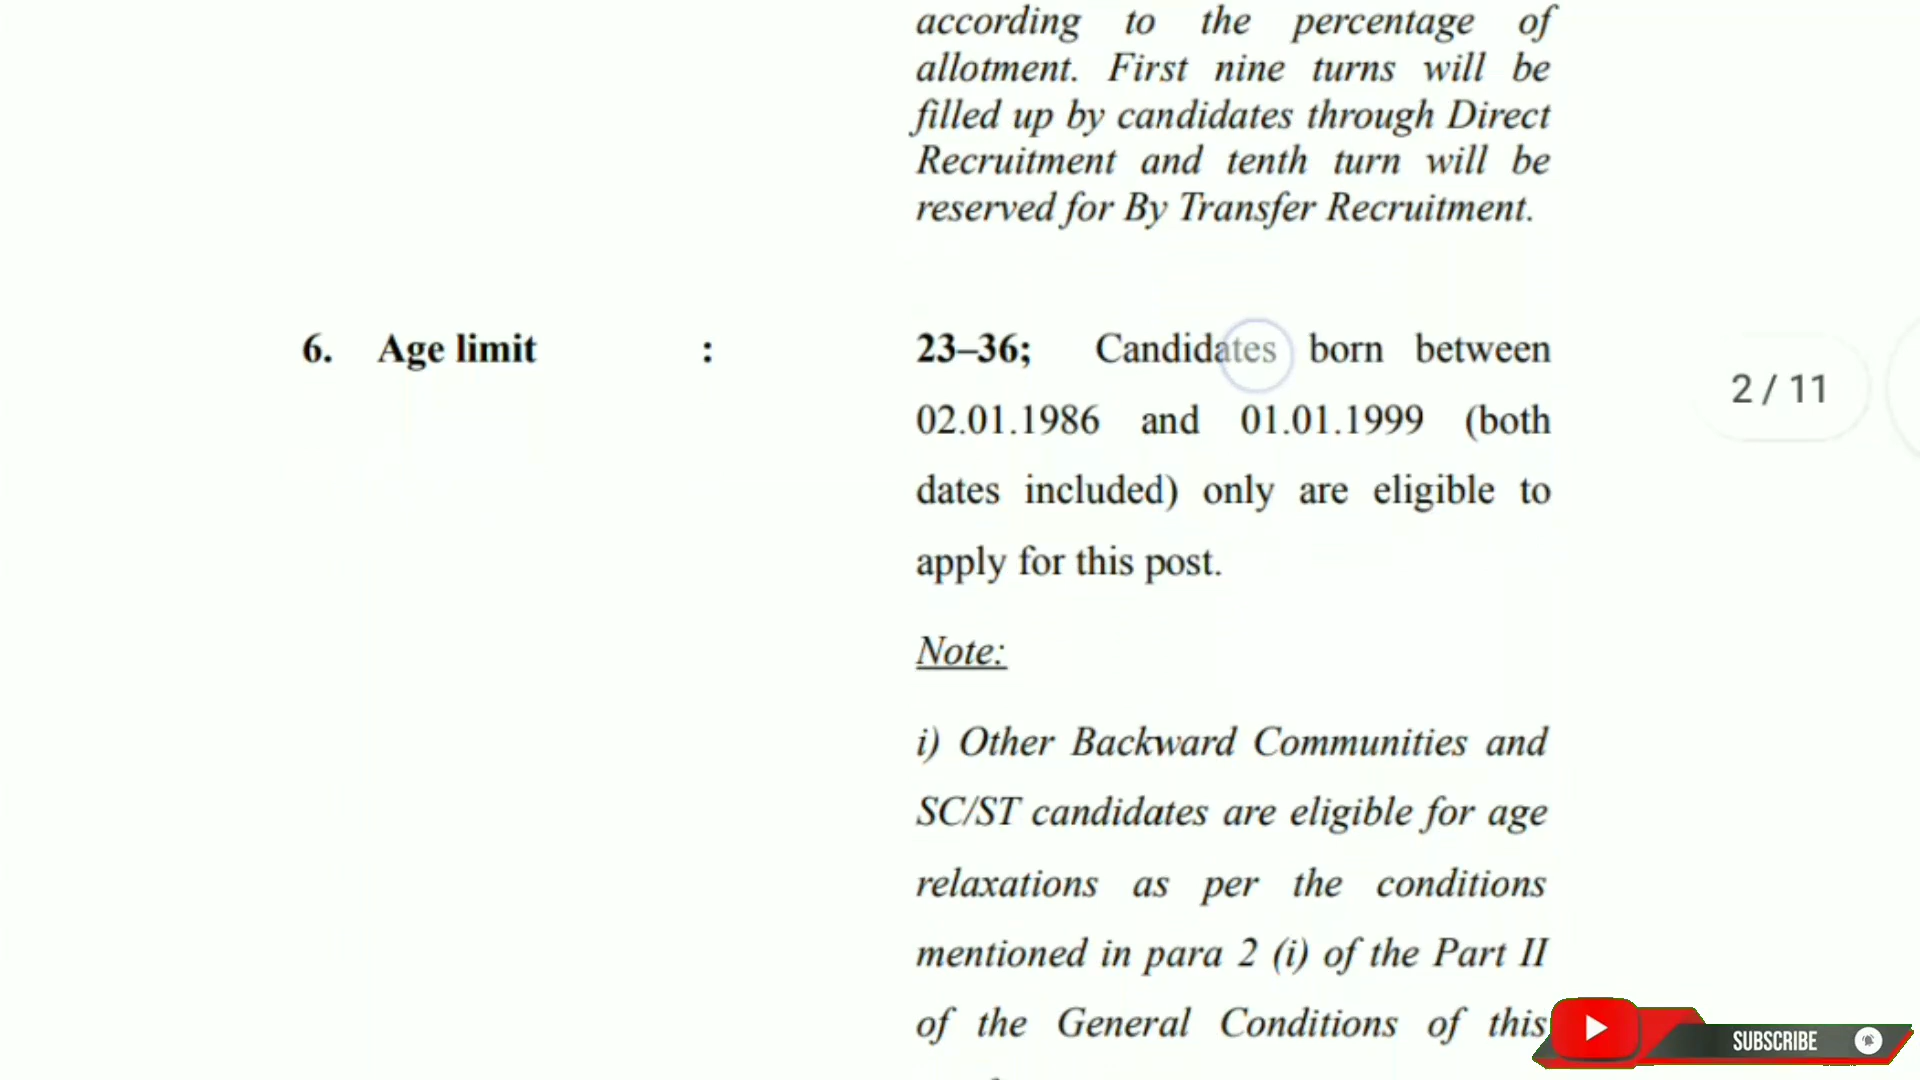 according to the percentage of
allotment. First nine turns will be
filled up by candidates through Direct
Recruitment and tenth turn will be
reserved for By Transfer Recruitment.
6. Age limit : 23–36; Candidates born between
2 / 11
02.01.1986 and 01.01.1999 (both
dates included) only are eligible to
apply for this post.
Note:
i) Other Backward Communities and
SC/ST candidates are eligible for age
relaxations as per the conditions
mentioned in para 2 (i) of the Part II
of the General Conditions of this
SUBSCRIBE